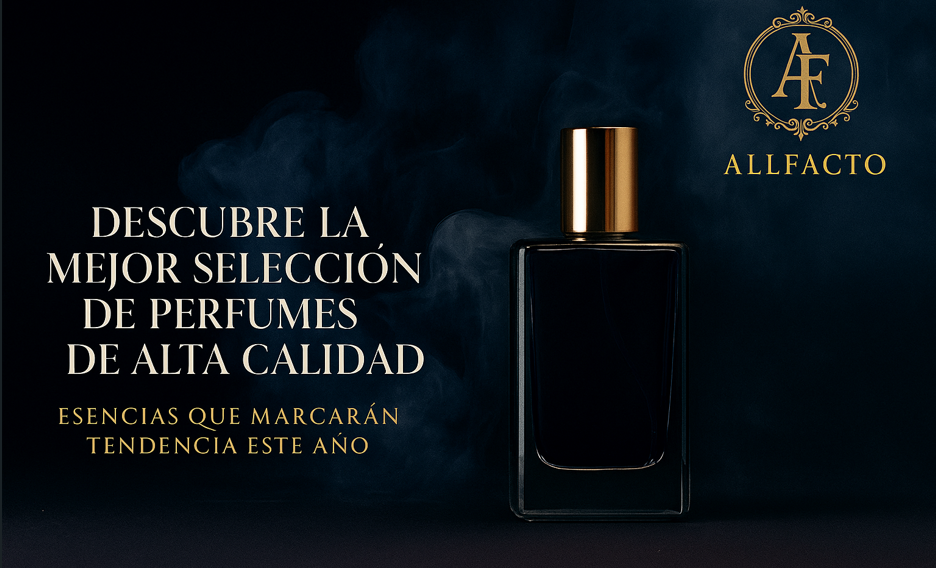 AF
ALLFACTO
DESCUBRE LA
MEJOR SELECCIÓN
DE PERFUMES
DE ALTA CALIDAD
ESENCIAS QUE MARCARÁN
TENDENCIA ESTE AÑO